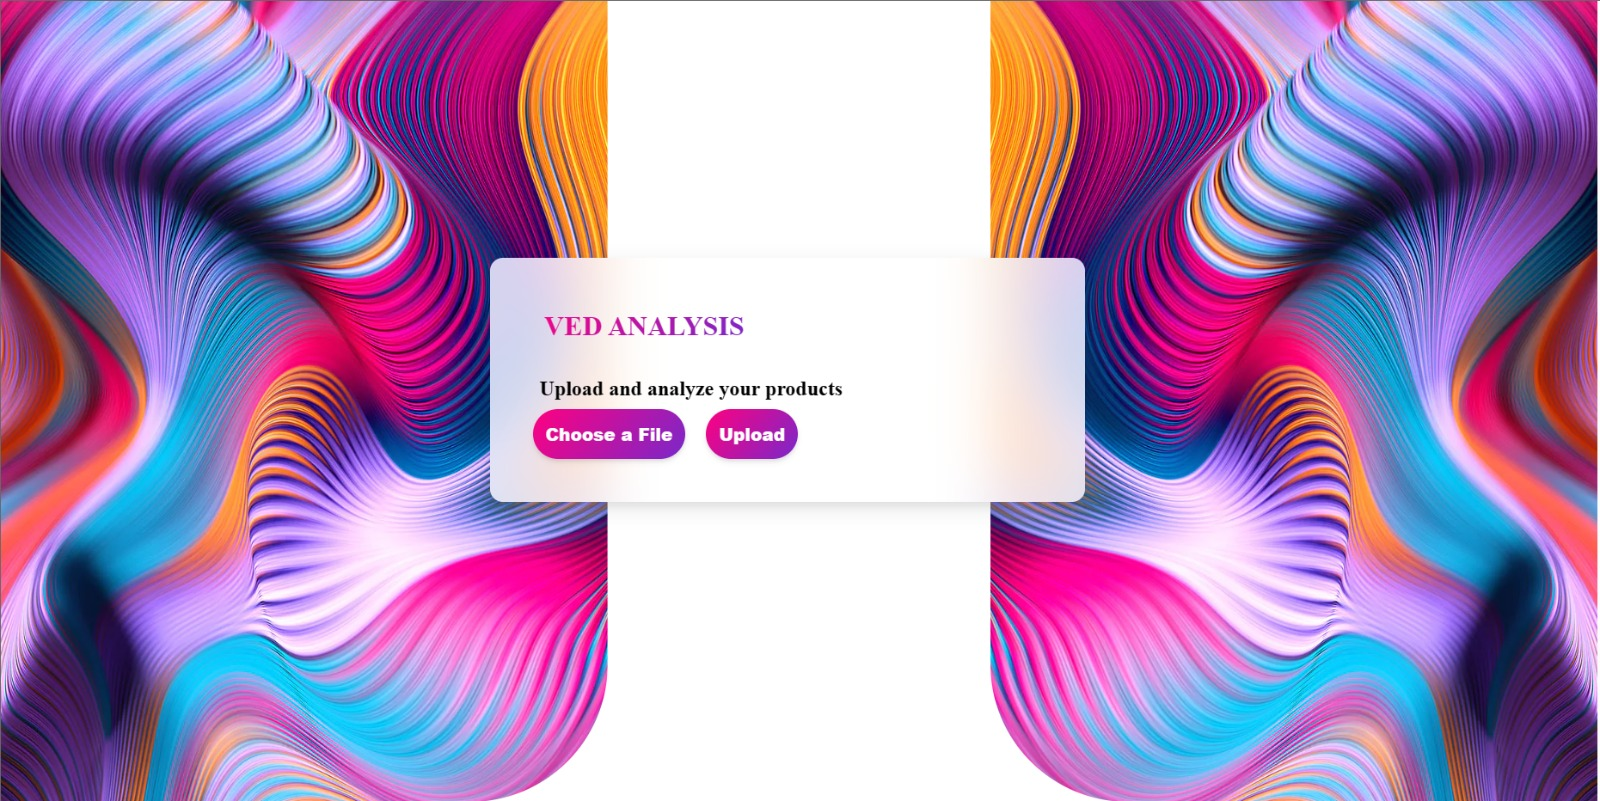 VED ANALYSIS
Upload and analyze your products
Choose a File
Upload